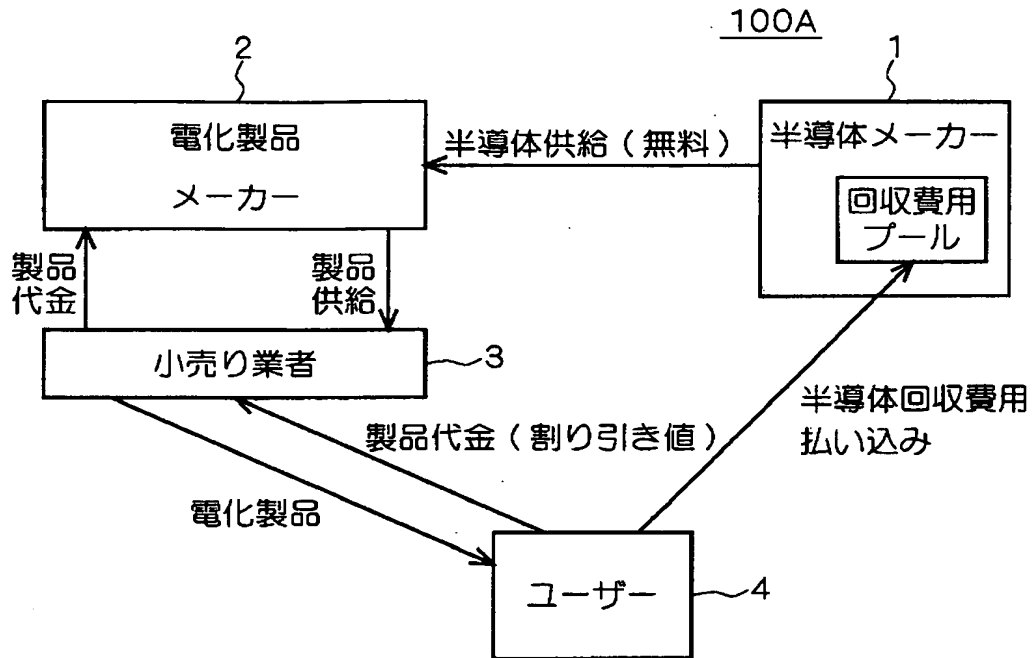 100A
2
1
電化製品
メーカー
半導体供給(無料)
半導体メーカー
回収費用
プール
製品
代金
製品
供給
小売り業者
3
製品代金(割り引き値)
半導体回収費用
払い込み
電化製品
ユーザー
4